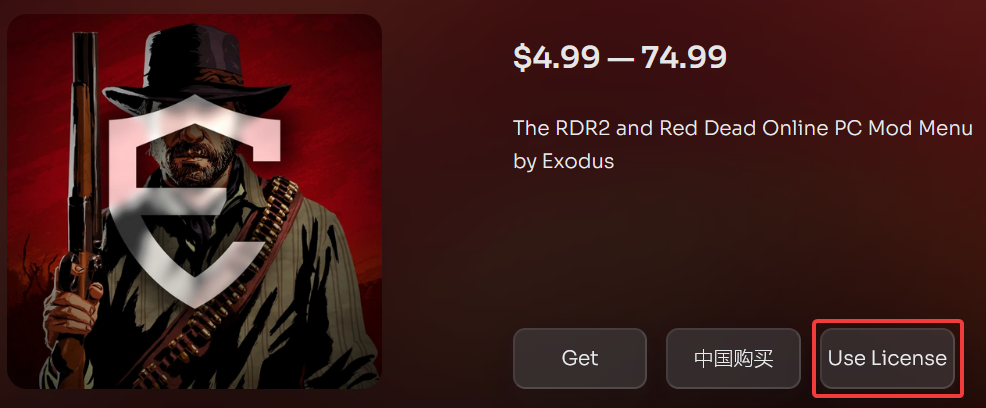 $4.99 — 74.99
The RDR2 and Red Dead Online PC Mod Menu
by Exodus
Get
中国购买
Use License